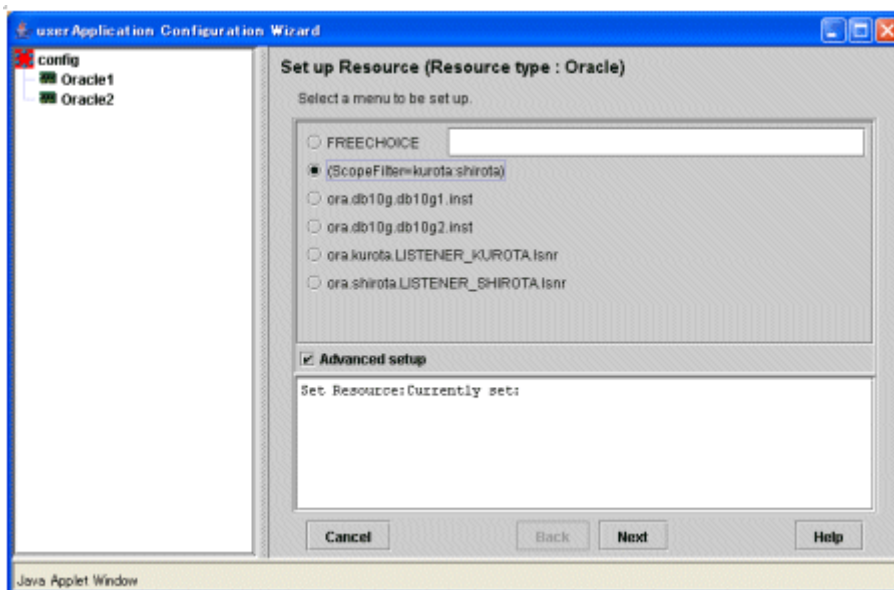 userApplication Configuration Wizard
config
Oracle1
Oracle2
Set up Resource (Resource type : Oracle)
Select a menu to be set up.
FREECHOICE
(ScopeFilter=kurota:shirota)
ora.db10g.db10g1.inst
ora.db10g.db10g2.inst
ora.kurota.LISTENER_KUROTA.lsnr
ora.shirota.LISTENER_SHIROTA.lsnr
Advanced setup
Set Resource:Currently set:
Cancel
Back
Next
Help
Java Applet Window